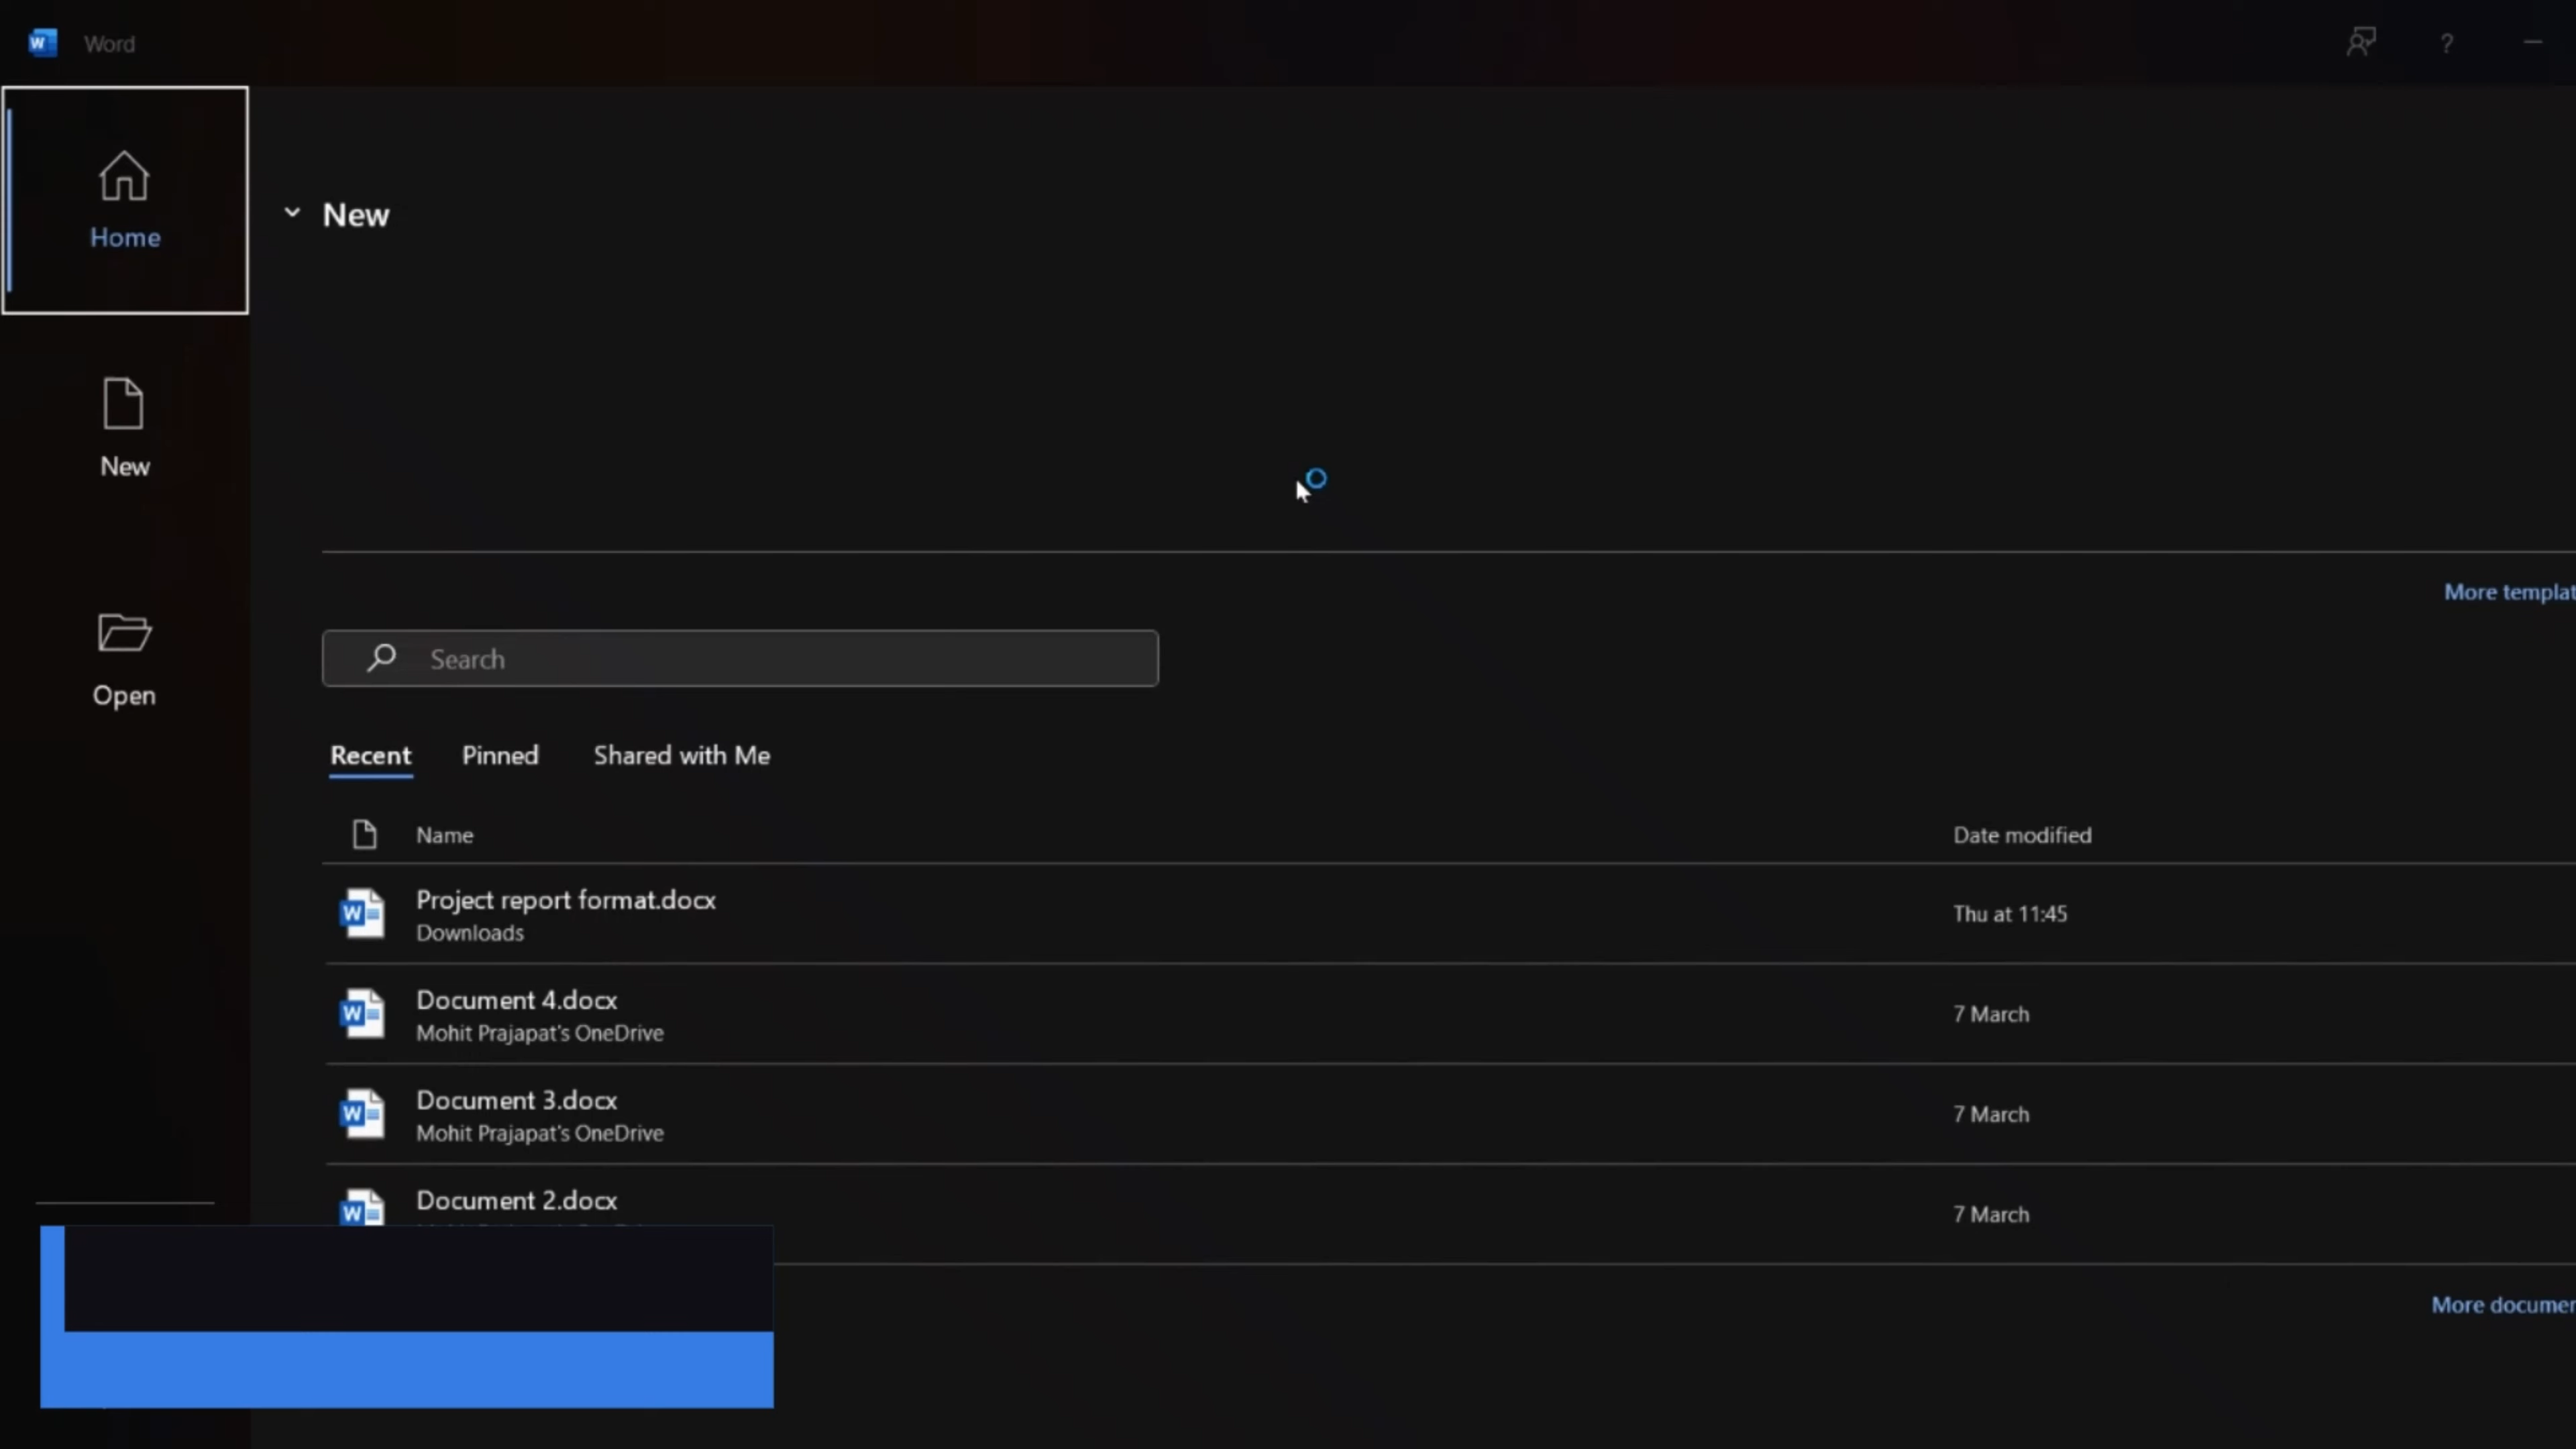 Word
?
Home
New
New
Open
More templat
Search
Recent Pinned Shared with Me
Name Date modified
Project report format.docx
Downloads
Thu at 11:45
Document 4.docx
Mohit Prajapat's OneDrive
7 March
Document 3.docx
Mohit Prajapat's OneDrive
7 March
Document 2.docx
7 March
More documen